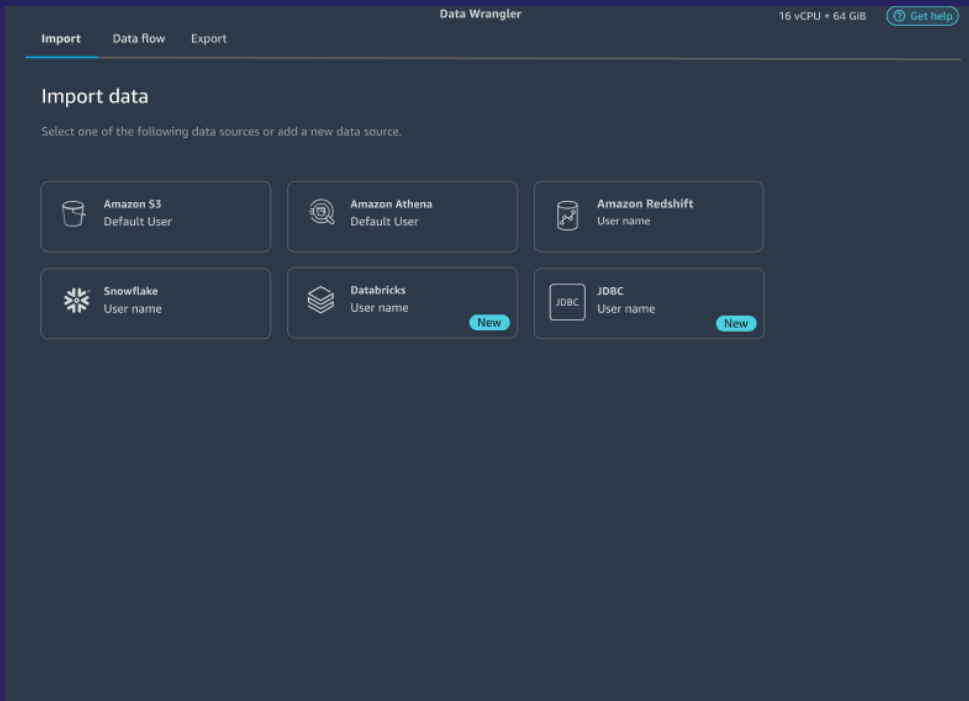 Data Wrangler
16 vCPU + 64 GiB
Get help
Import
Data flow
Export
Import data
Select one of the following data sources or add a new data source.
Amazon S3
Default User
Amazon Athena
Default User
Amazon Redshift
User name
Snowflake
User name
Databricks
User name
New
JDBC
JDBC
User name
New